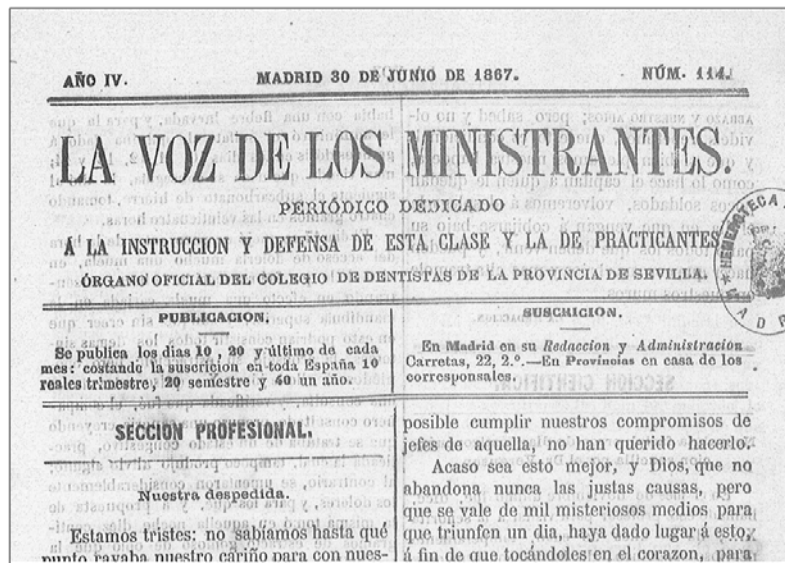 AÑO IV. MADRID 30 DE JUNIO DE 1867. NÚM. 114.
LA VOZ DE LOS MINISTRANTES.
PERIÓDICO DEDICADO
Á LA INSTRUCCION Y DEFENSA DE ESTA CLASE Y LA DE PRACTICANTES
ÓRGANO OFICIAL DEL COLEGIO DE DENTISTAS DE LA PROVINCIA DE SEVILLA.
HEMEROTECA
MADR
PUBLICACION.
Se publica los dias 10, 20 y último de cada
mes: costando la suscricion en toda España 10
reales trimestre, 20 semestre y 40 un año.
SUSCRICION.
En Madrid en su Redaccion y Administracion
Carretas, 22, 2.º.—En Provincias en casa de los
corresponsales.
SECCION PROFESIONAL.
Nuestra despedida.
Estamos tristes: no sabíamos hasta qué
punto rayaba nuestro cariño para con nues-
posible cumplir nuestros compromisos de
jefes de aquella, no han querido hacerlo.
Acaso sea esto mejor, y Dios, que no
abandona nunca las justas causas, pero
que se vale de mil misteriosos medios para
que triunfen un dia, haya dado lugar á esto,
á fin de que tocándoles en el corazon, para